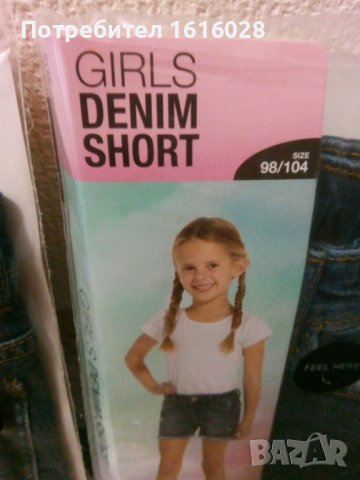 Потребител 1616028
GIRLS
DENIM
SHORT
SIZE
98/104
FEEL HERE
BAZAR